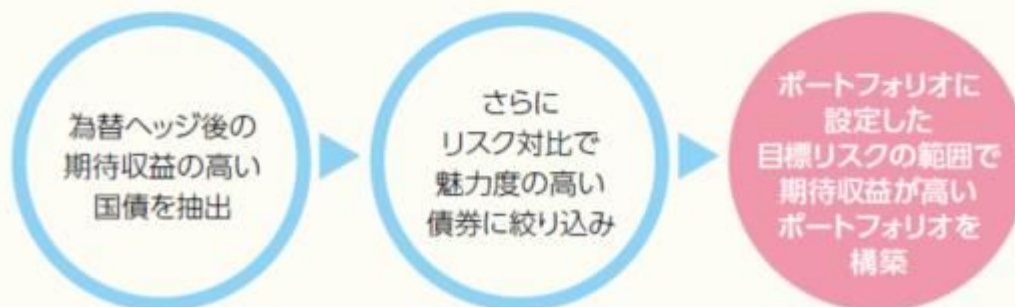 為替ヘッジ後の
期待収益の高い
国債を抽出
さらに
リスク対比で
魅力度の高い
債券に絞り込み
ポートフォリオに
設定した
目標リスクの範囲で
期待収益が高い
ポートフォリオを
構築